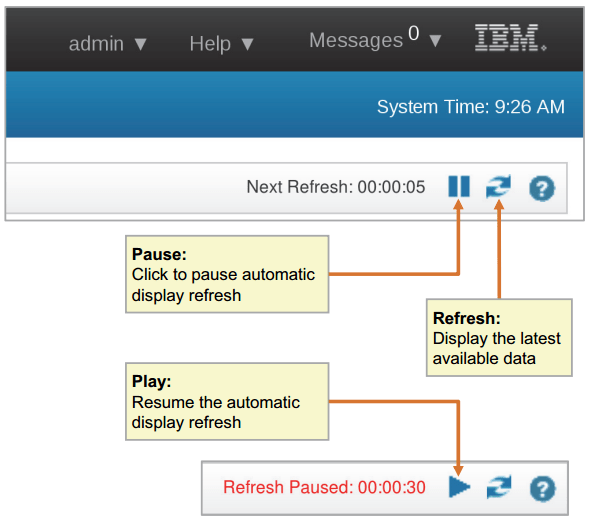 admin ▼ Help ▼ Messages 0 ▼ IBM.
System Time: 9:26 AM
Next Refresh: 00:00:05 ?
Pause:
Click to pause automatic
display refresh
Refresh:
Display the latest
available data
Play:
Resume the automatic
display refresh
Refresh Paused: 00:00:30 ?